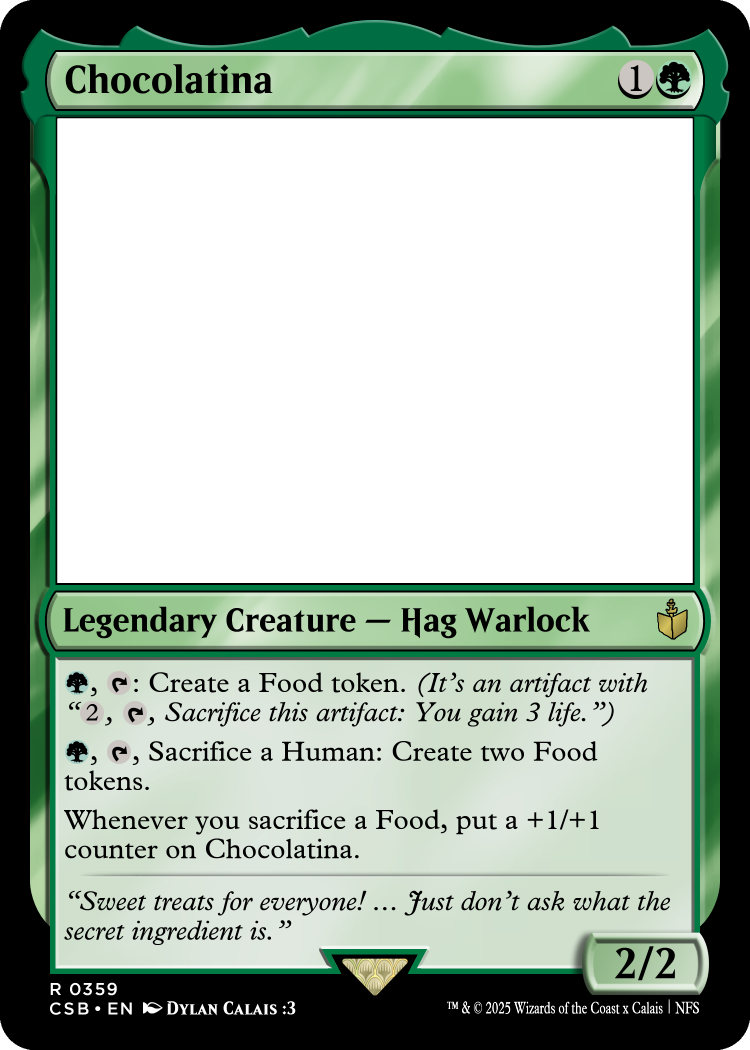 Chocolatina 1
Legendary Creature — Hag Warlock
, : Create a Food token. (It's an artifact with
“2, , Sacrifice this artifact: You gain 3 life.”)
, , Sacrifice a Human: Create two Food
tokens.
Whenever you sacrifice a Food, put a +1/+1
counter on Chocolatina.
“Sweet treats for everyone! … Just don't ask what the
secret ingredient is.”
2/2
R 0359
CSB • EN Dylan Calais :3
™ & © 2025 Wizards of the Coast x Calais | NFS